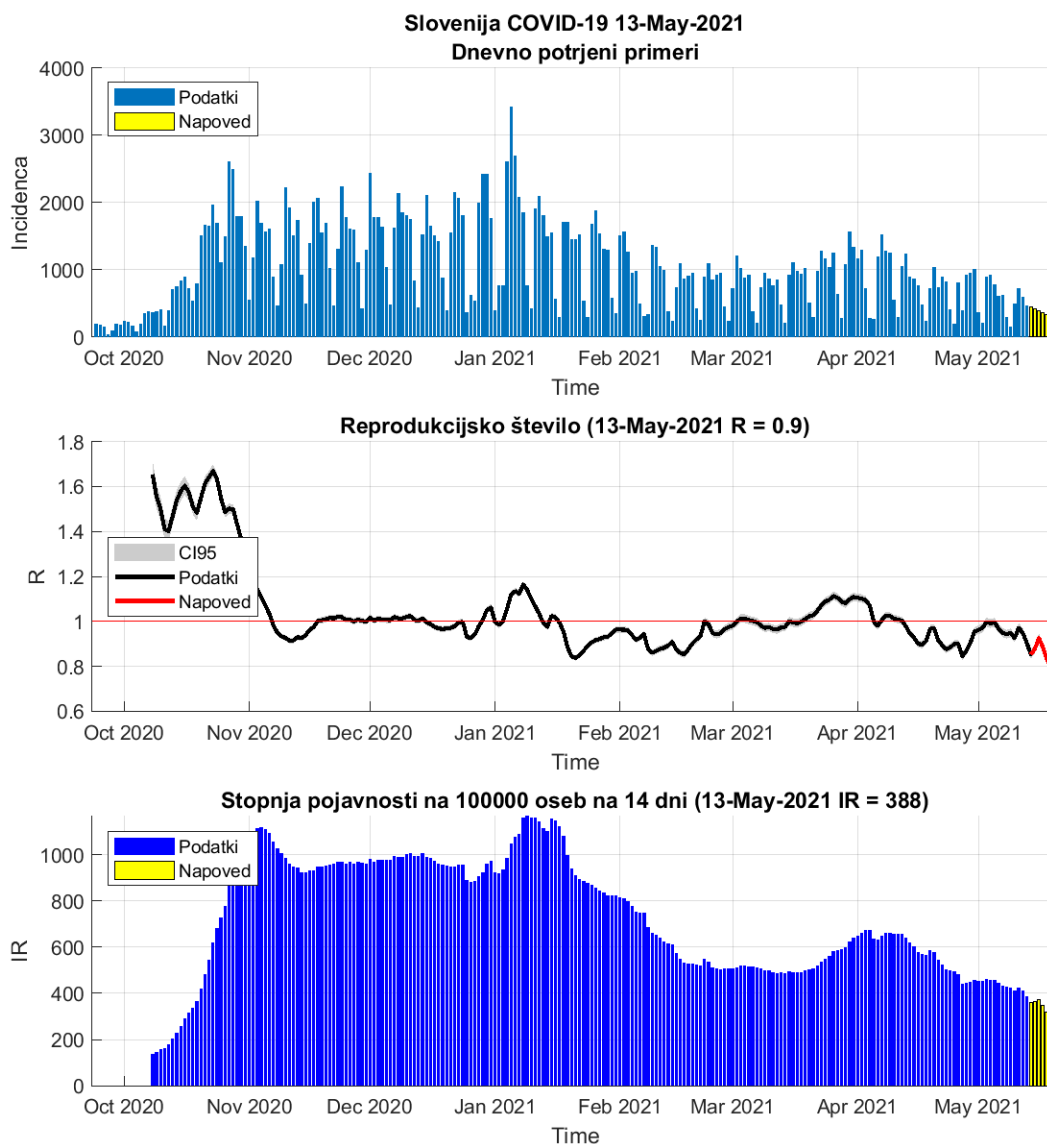 Slovenija COVID-19 13-May-2021
Dnevno potrjeni primeri
4000
3000
2000
1000
0
Incidenca
Podatki
Napoved
Oct 2020 Nov 2020 Dec 2020 Jan 2021 Feb 2021 Mar 2021 Apr 2021 May 2021
Time
Reprodukcijsko število (13-May-2021 R = 0.9)
1.8
1.6
1.4
1.2
1
0.8
0.6
R
CI95
Podatki
Napoved
Oct 2020 Nov 2020 Dec 2020 Jan 2021 Feb 2021 Mar 2021 Apr 2021 May 2021
Time
Stopnja pojavnosti na 100000 oseb na 14 dni (13-May-2021 IR = 388)
1000
800
600
400
200
0
IR
Podatki
Napoved
Oct 2020 Nov 2020 Dec 2020 Jan 2021 Feb 2021 Mar 2021 Apr 2021 May 2021
Time